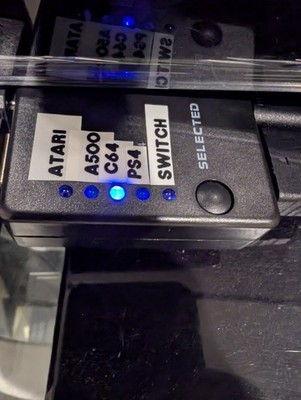 ATARI
A500
C64
PS4
SWITCH
SELECTED